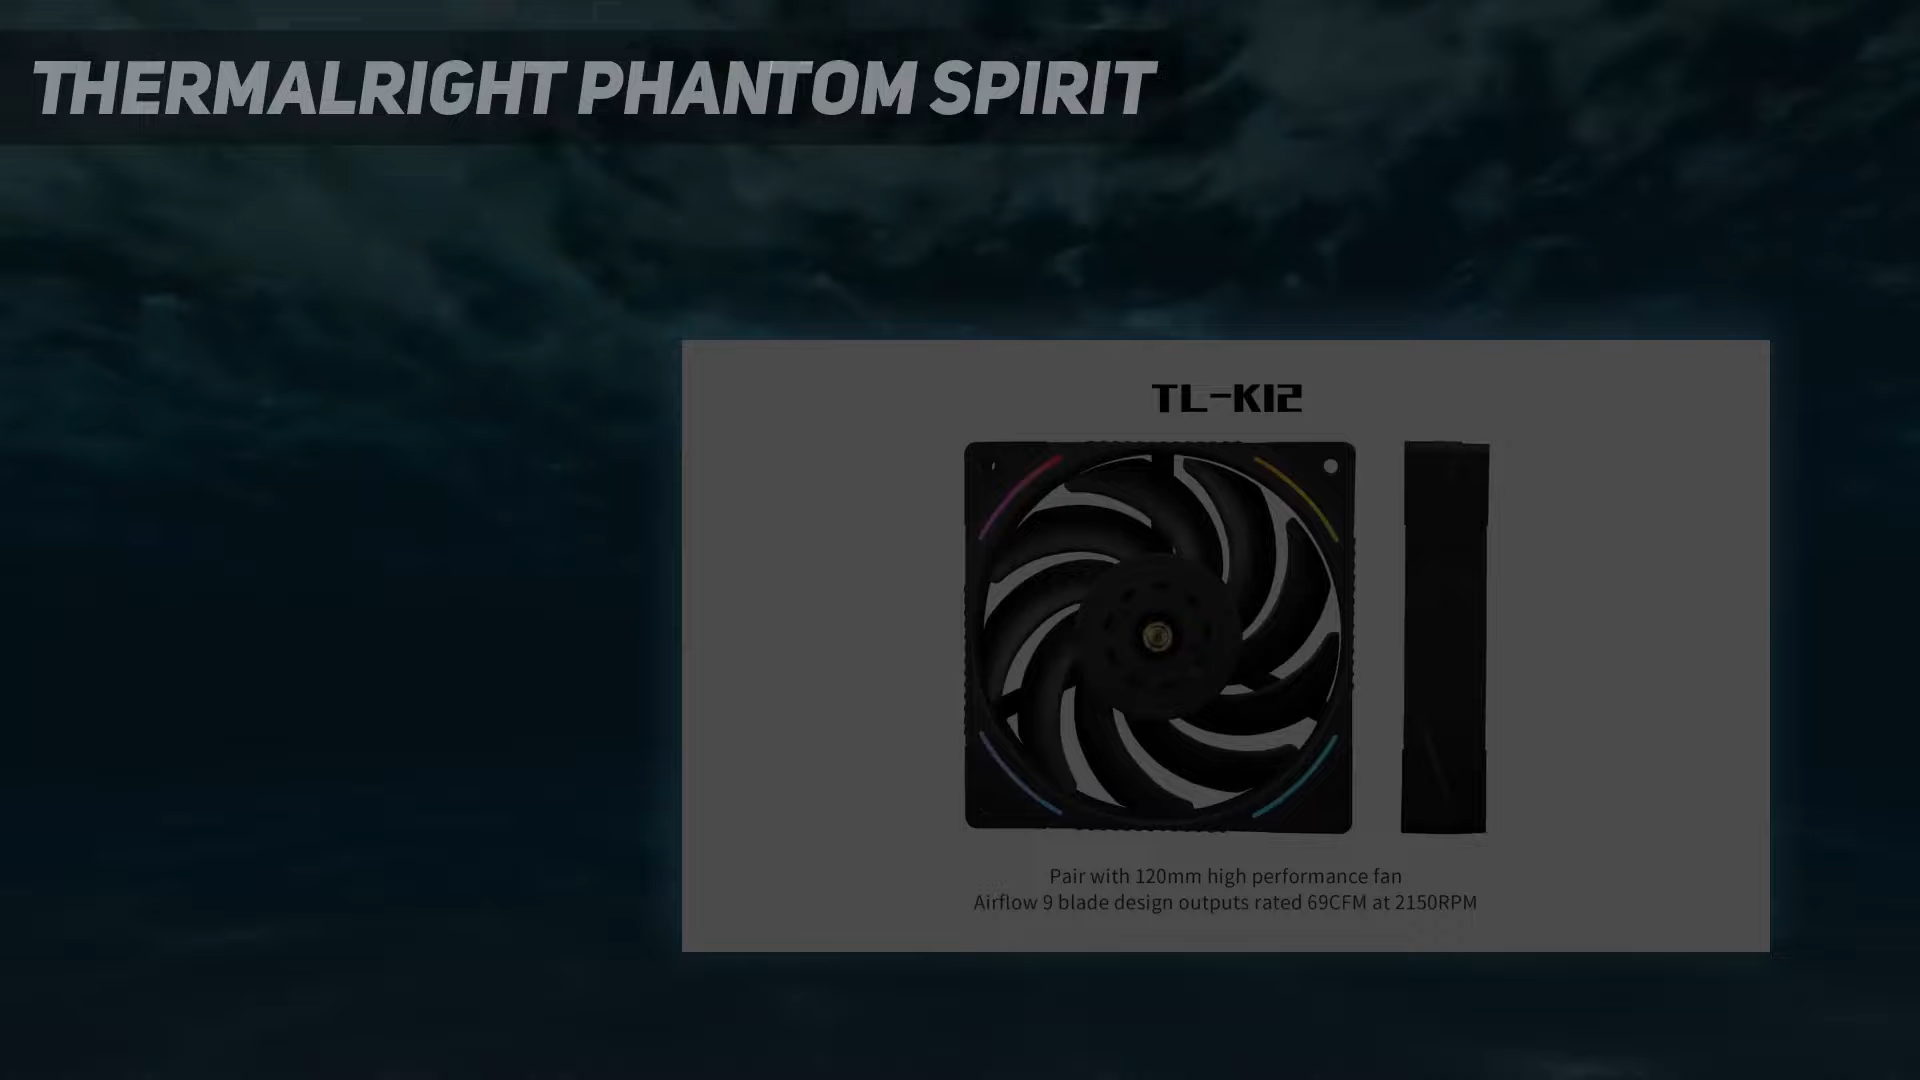 THERMALRIGHT PHANTOM SPIRIT
TL-K12
Pair with 120mm high performance fan
Airflow 9 blade design outputs rated 69CFM at 2150RPM